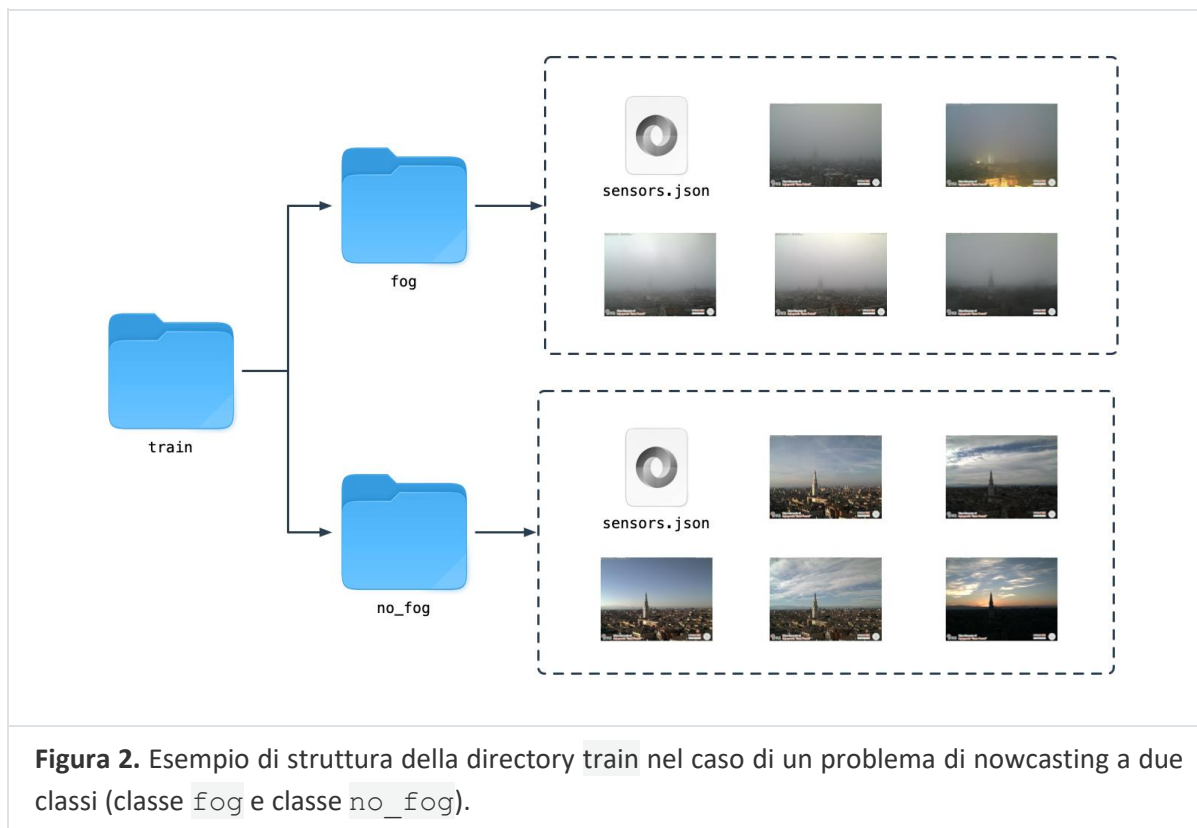 sensors.json
fog
train
sensors.json
no_fog
Figura 2. Esempio di struttura della directory train nel caso di un problema di nowcasting a due
classi (classe fog e classe no_fog).